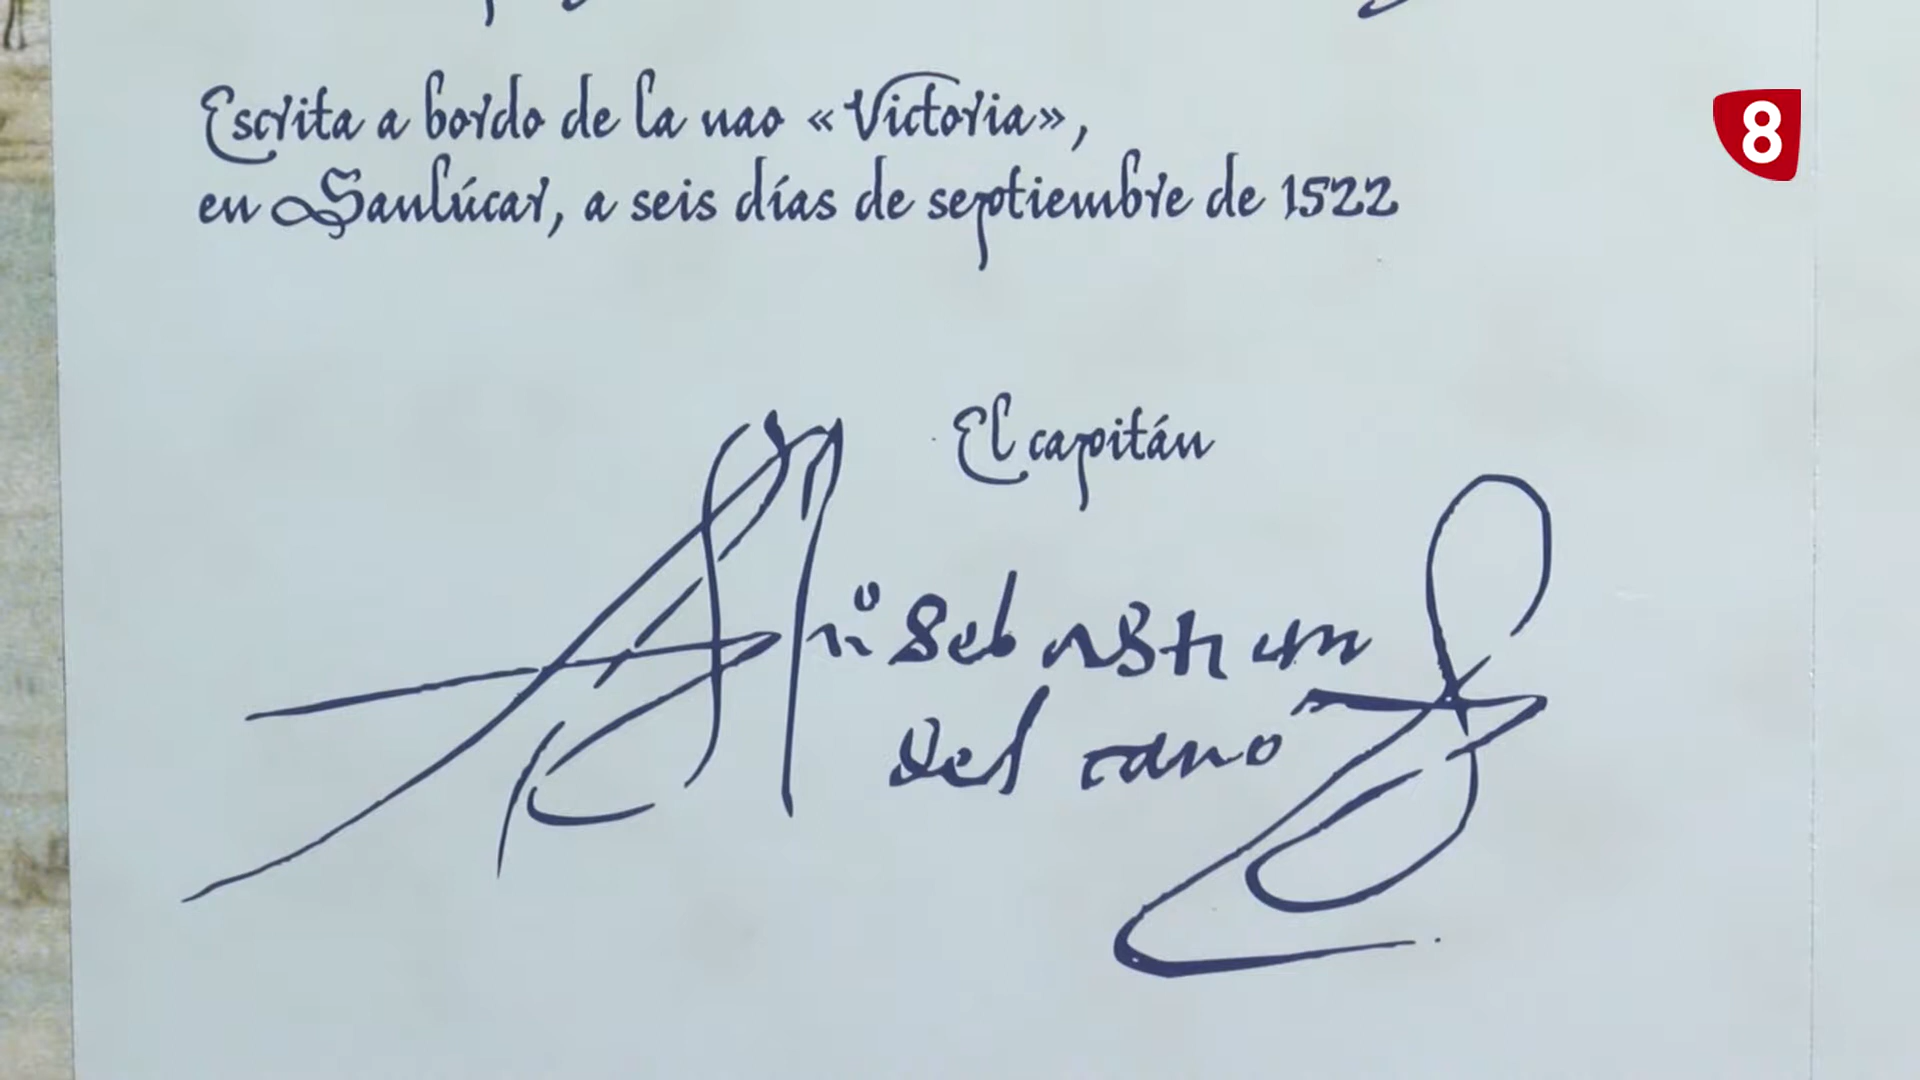 Escrita a bordo de la nao «Victoria»,
en Sanlúcar, a seis días de septiembre de 1522
El capitán
sebastian
del cano
8